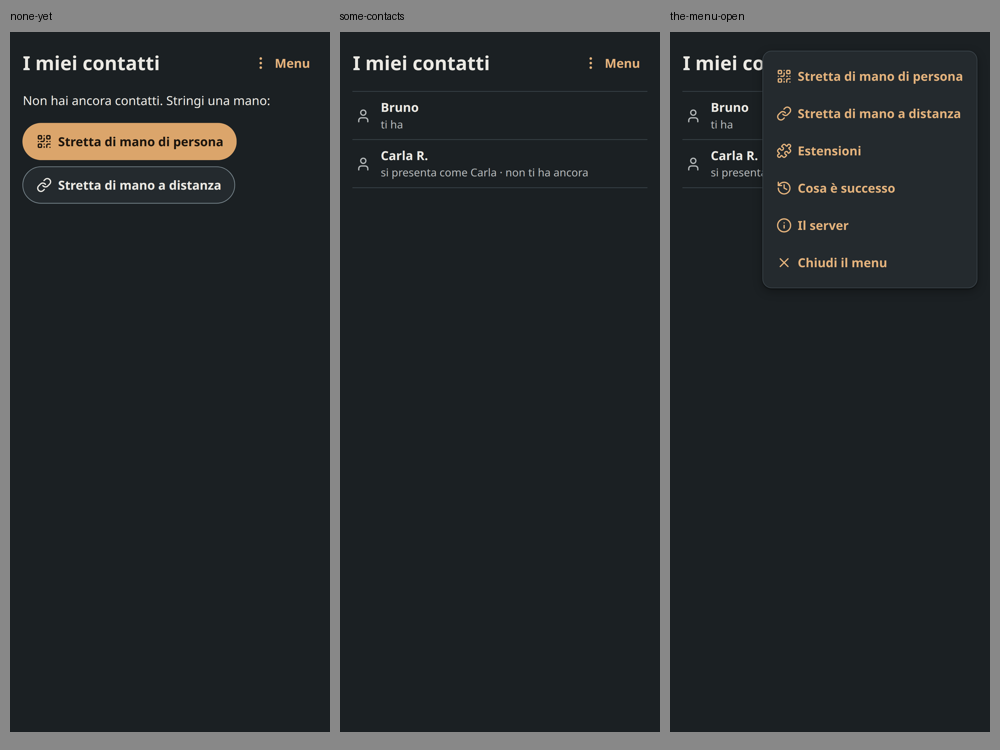 none-yet
I miei contatti
Menu
Non hai ancora contatti. Stringi una mano:
Stretta di mano di persona
Stretta di mano a distanza
some-contacts
I miei contatti
Menu
Bruno
ti ha
Carla R.
si presenta come Carla · non ti ha ancora
the-menu-open
I miei co
Bruno
ti ha
Carla R.
si present
Stretta di mano di persona
Stretta di mano a distanza
Estensioni
Cosa è successo
Il server
Chiudi il menu